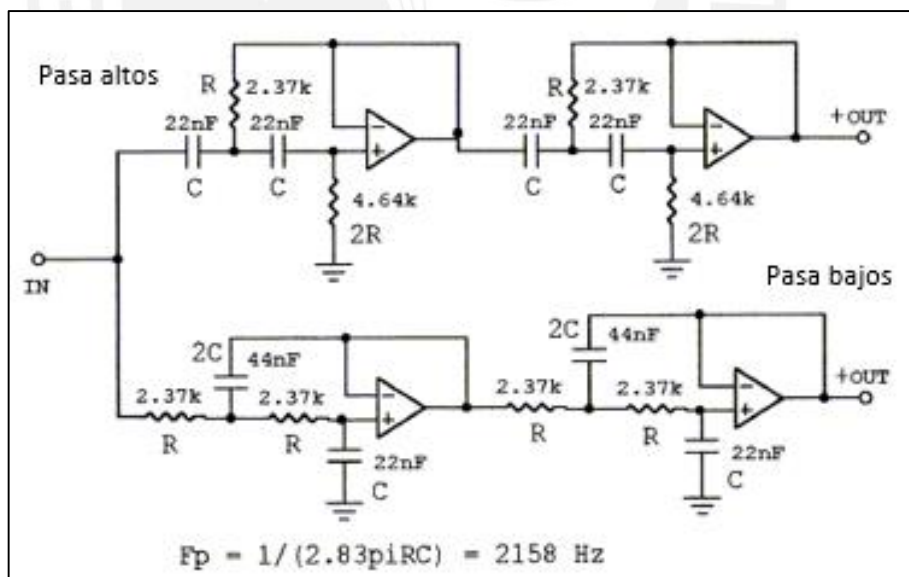 Pasa altos
R 2.37k
22nF 22nF
C C
4.64k
2R
R 2.37k
22nF 22nF
C C
4.64k
2R
+OUT
- +
- +
IN
Pasa bajos
2C 44nF
2.37k 2.37k
R R
22nF
C
2C 44nF
2.37k 2.37k
R R
22nF
C
+OUT
- +
- +
Fp = 1/(2.83piRC) = 2158 Hz